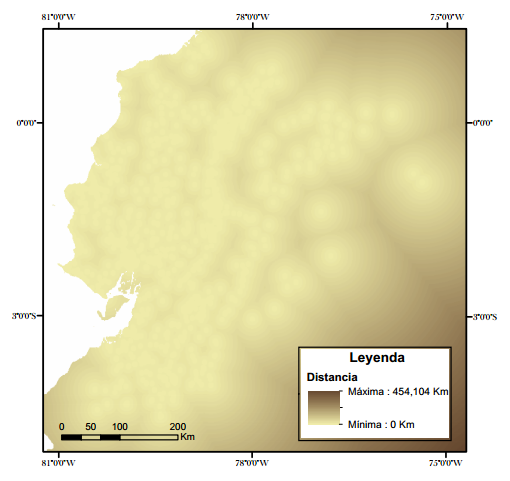 81°0'0"W 78°0'0"W 75°0'0"W
0°0'0" 0°0'0"
3°0'0"S 3°0'0"S
Leyenda
Distancia
Máxima : 454,104 Km
Mínima : 0 Km
0 50 100 200
Km
81°0'0"W 78°0'0"W 75°0'0"W